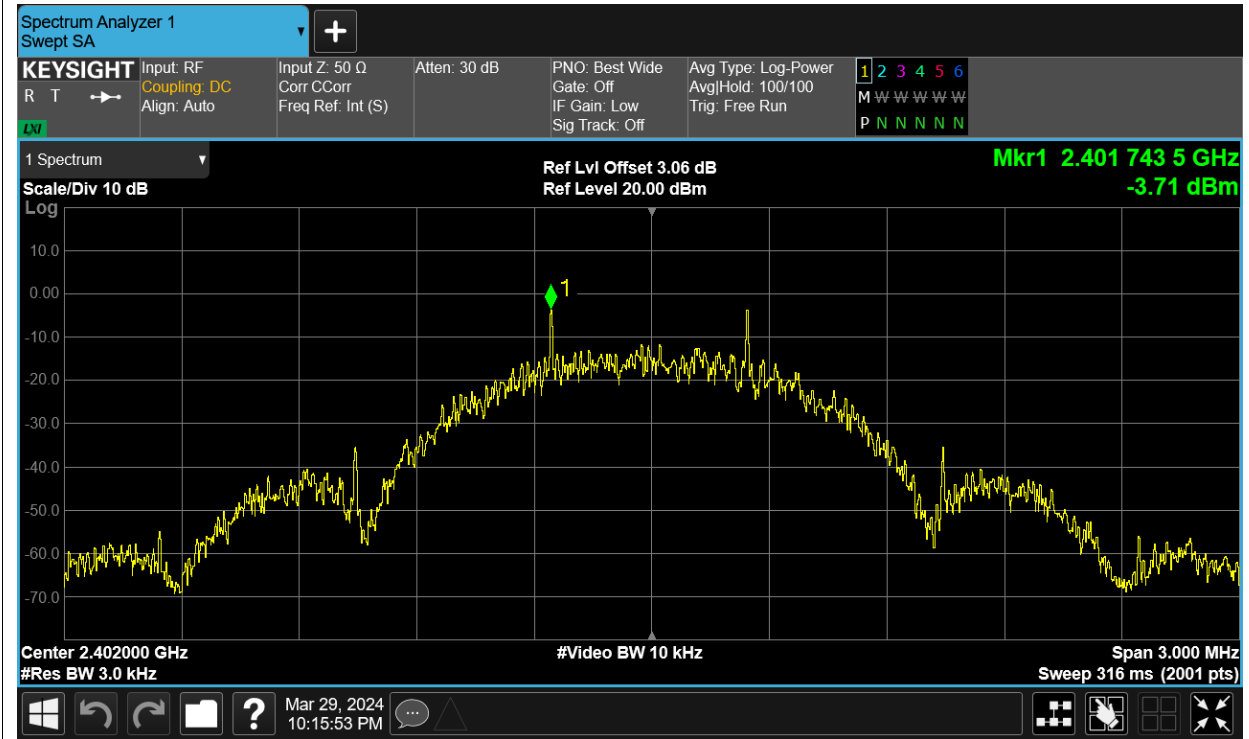 Spectrum Analyzer 1
Swept SA
KEYSIGHT
R T
LXI
Input: RF
Coupling: DC
Align: Auto
Input Z: 50 Ω
Corr CCorr
Freq Ref: Int (S)
Atten: 30 dB
PNO: Best Wide
Gate: Off
IF Gain: Low
Sig Track: Off
Avg Type: Log-Power
Avg|Hold: 100/100
Trig: Free Run
1 2 3 4 5 6
M W W W W W
P N N N N N
1 Spectrum
Scale/Div 10 dB
Log
Ref Lvl Offset 3.06 dB
Ref Level 20.00 dBm
Mkr1 2.401 743 5 GHz
-3.71 dBm
10.0
0.00
-10.0
-20.0
-30.0
-40.0
-50.0
-60.0
-70.0
1
Center 2.402000 GHz
#Res BW 3.0 kHz
#Video BW 10 kHz
Span 3.000 MHz
Sweep 316 ms (2001 pts)
?
Mar 29, 2024
10:15:53 PM